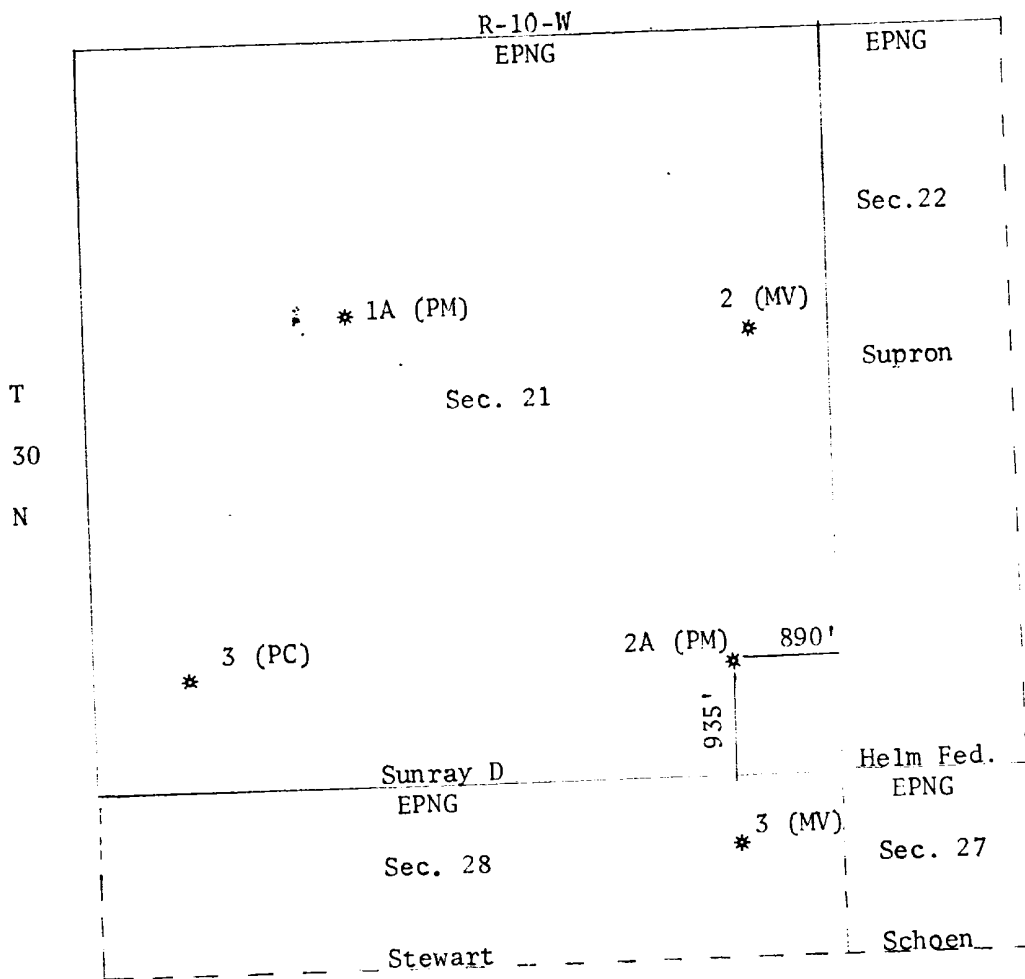 R-10-W
EPNG
EPNG
Sec.22
1A (PM)
2 (MV)
Supron
Sec. 21
T
30
N
3 (PC)
2A (PM)
890'
935'
Sunray D
Helm Fed.
EPNG
EPNG
3 (MV)
Sec. 28
Sec. 27
Stewart
Schoen